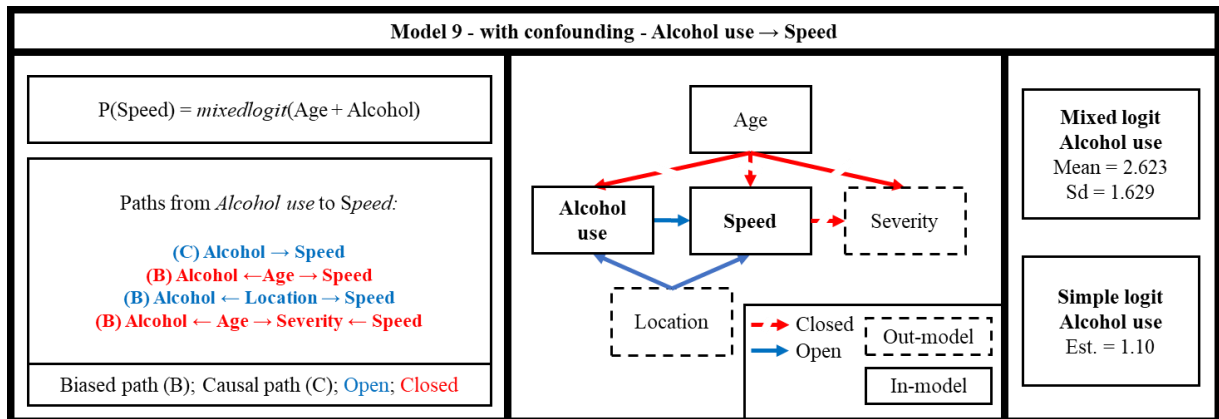 Model 9 - with confounding - Alcohol use → Speed
P(Speed) = mixedlogit(Age + Alcohol)
Paths from Alcohol use to Speed:
(C) Alcohol → Speed
(B) Alcohol ←Age → Speed
(B) Alcohol ← Location → Speed
(B) Alcohol ← Age → Severity ← Speed
Biased path (B); Causal path (C); Open; Closed
Age
Alcohol
use
Speed
Severity
Location
Closed
Open
Out-model
In-model
Mixed logit
Alcohol use
Mean = 2.623
Sd = 1.629
Simple logit
Alcohol use
Est. = 1.10